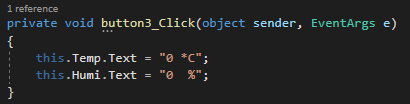 1 reference
private void button3_Click(object sender, EventArgs e)
{
    this.Temp.Text = "0 *C";
    this.Humi.Text = "0  %";
}